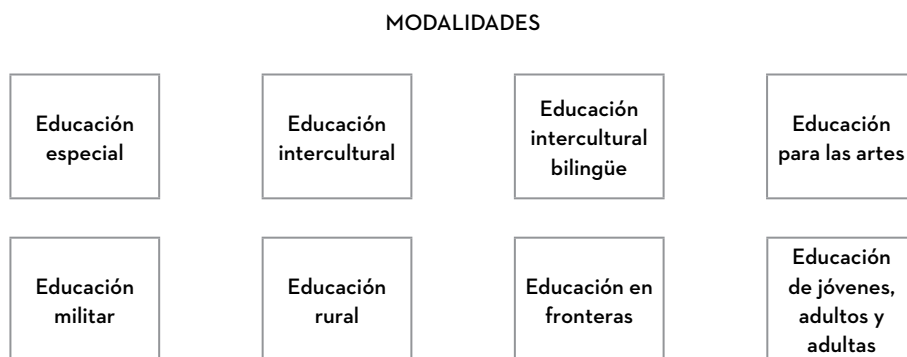 MODALIDADES
Educación
especial
Educación
intercultural
Educación
intercultural
bilingüe
Educación
para las artes
Educación
militar
Educación
rural
Educación en
fronteras
Educación
de jóvenes,
adultos y
adultas